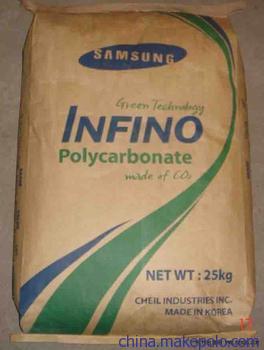 SAMSUNG
Green Technology
INFINO
Polycarbonate
made of CO₂
NET WT : 25kg
CHEIL INDUSTRIES INC.
MADE IN KOREA
17
china.makepolo.com